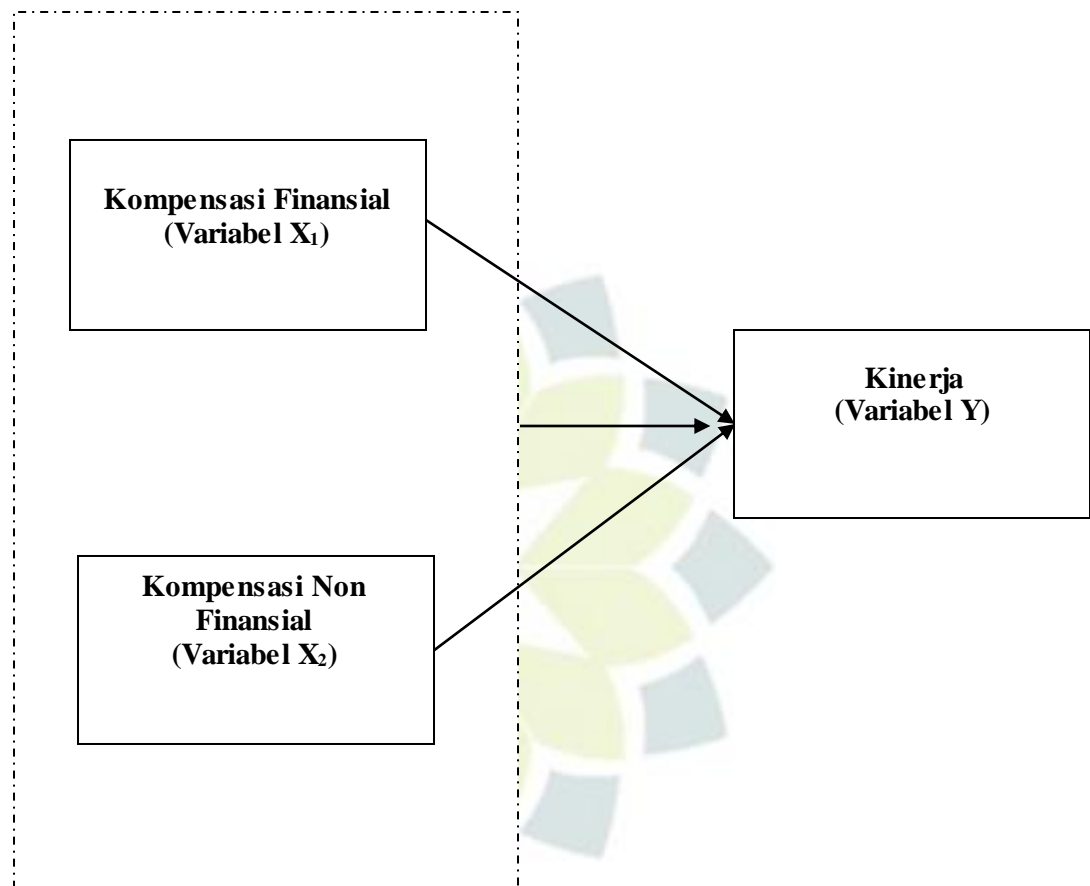 Kompensasi Finansial
(Variabel X₁)
Kinerja
(Variabel Y)
Kompensasi Non
Finansial
(Variabel X₂)